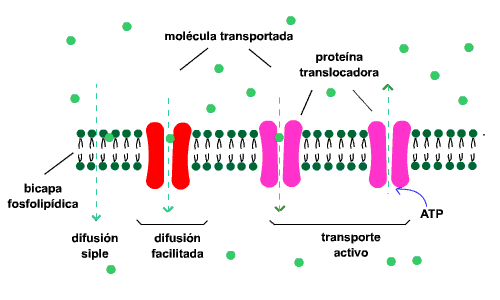 molécula transportada
proteína
translocadora
bicapa
fosfolipídica
ATP
difusión
siple
difusión
facilitada
transporte
activo